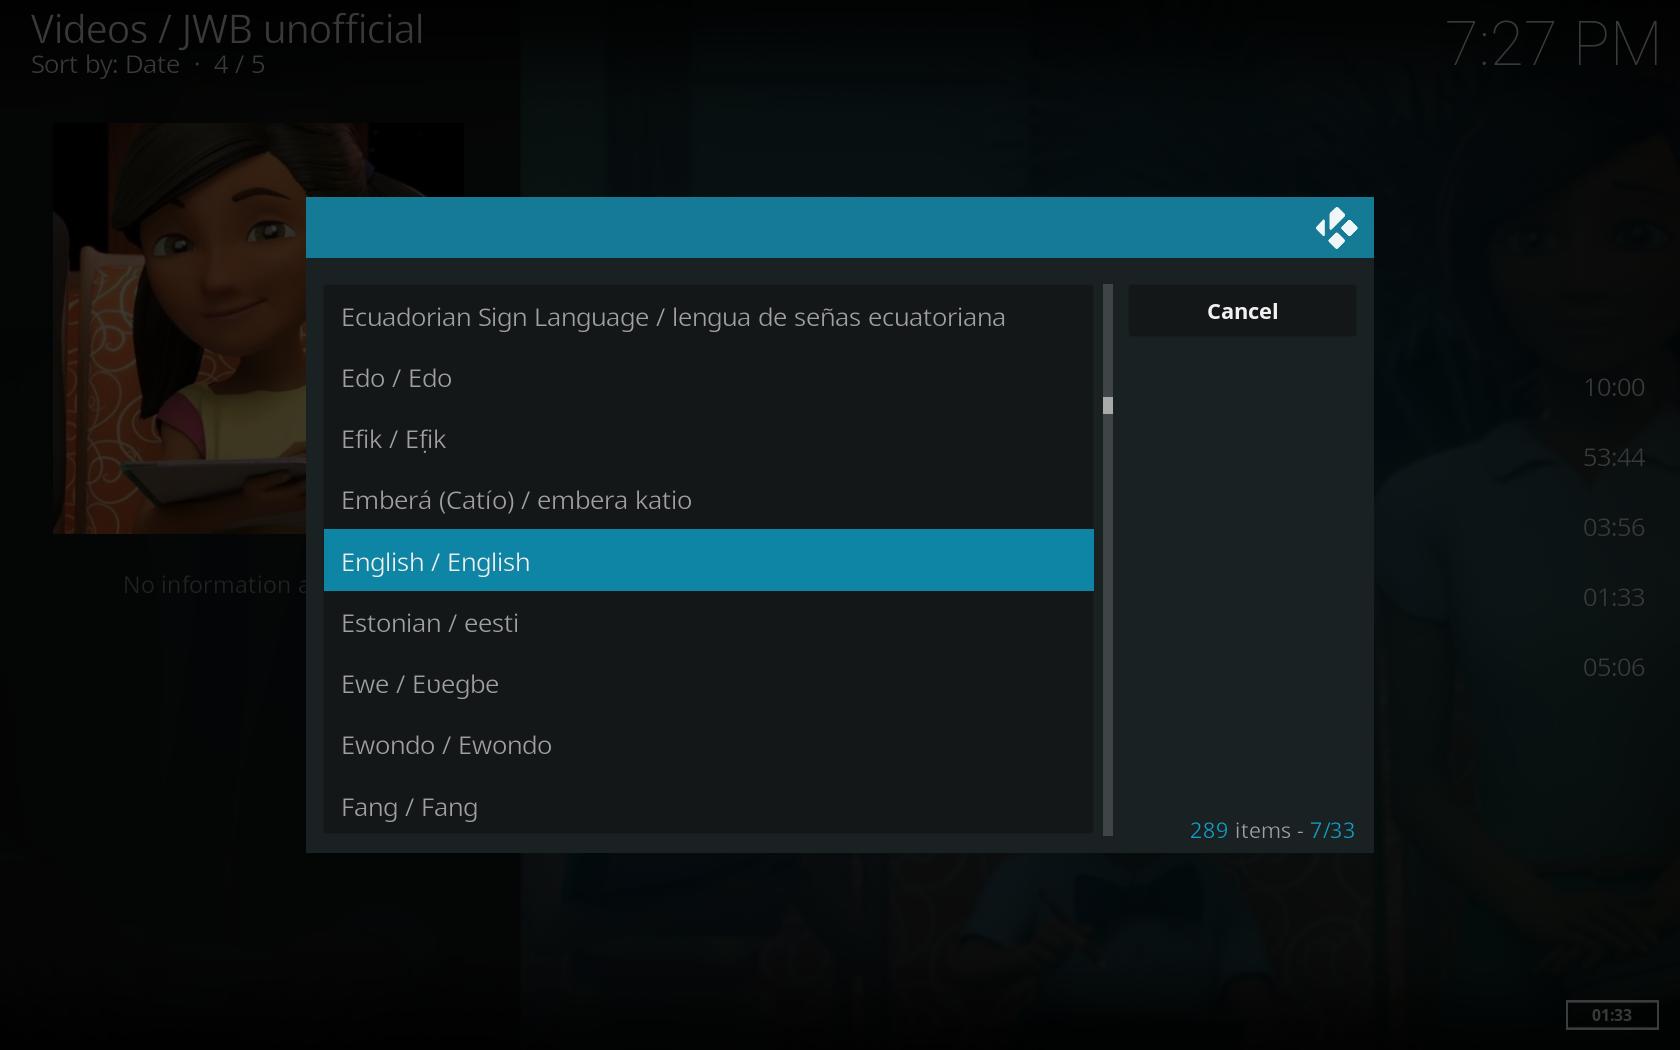 Videos / JWB unofficial
Sort by: Date · 4 / 5
7:27 PM
Ecuadorian Sign Language / lengua de señas ecuatoriana
Edo / Edo
Efik / Efịk
Emberá (Catío) / embera katio
English / English
Estonian / eesti
Ewe / Eʋegbe
Ewondo / Ewondo
Fang / Fang
Cancel
289 items - 7/33
No information
10:00
53:44
03:56
01:33
05:06
01:33